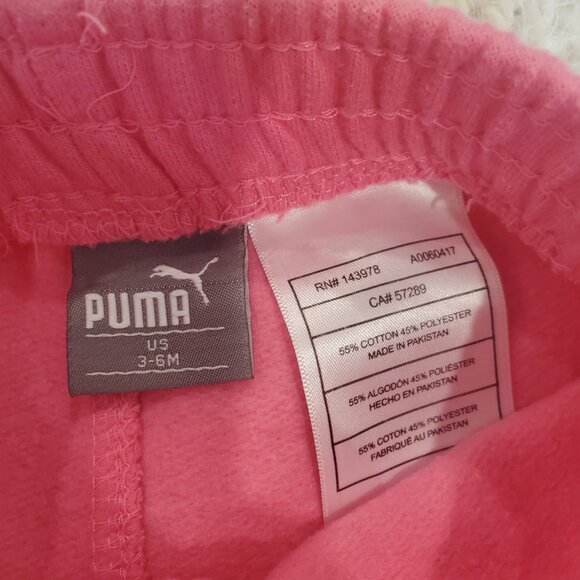 PUMA
US
3-6M
RN# 143978 A0060417
CA# 57289
55% COTTON 45% POLYESTER
MADE IN PAKISTAN
55% ALGODÓN 45% POLIÉSTER
HECHO EN PAKISTAN
55% COTON 45% POLYESTER
FABRIQUÉ AU PAKISTAN